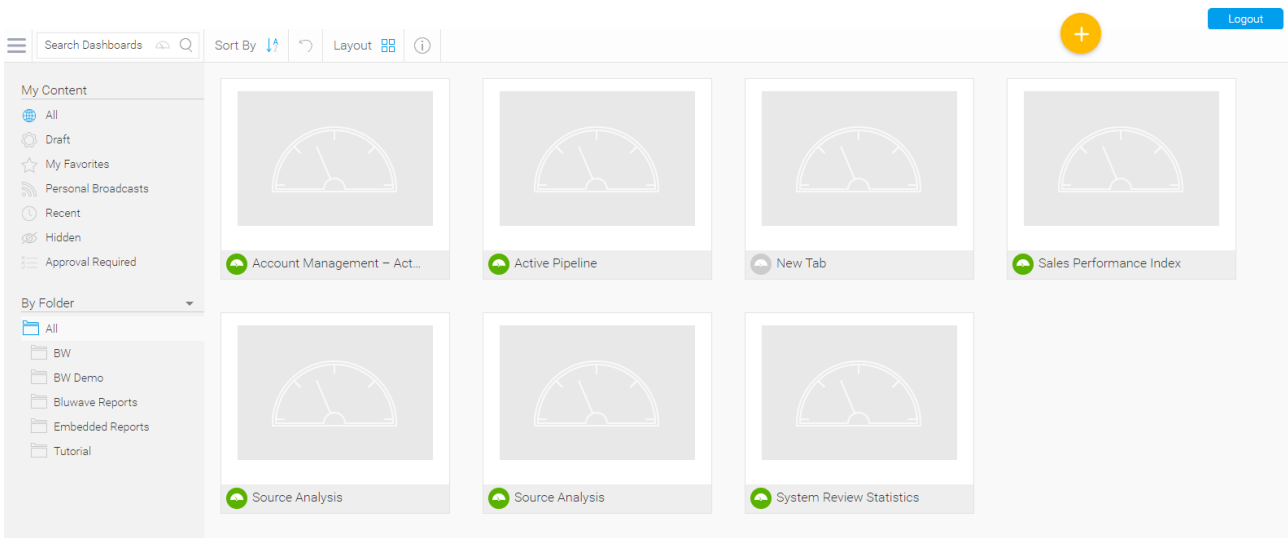 Logout
+
Search Dashboards
Sort By
Layout
My Content
All
Draft
My Favorites
Personal Broadcasts
Recent
Hidden
Approval Required
By Folder
All
BW
BW Demo
Bluwave Reports
Embedded Reports
Tutorial
Account Management – Act...
Active Pipeline
New Tab
Sales Performance Index
Source Analysis
Source Analysis
System Review Statistics